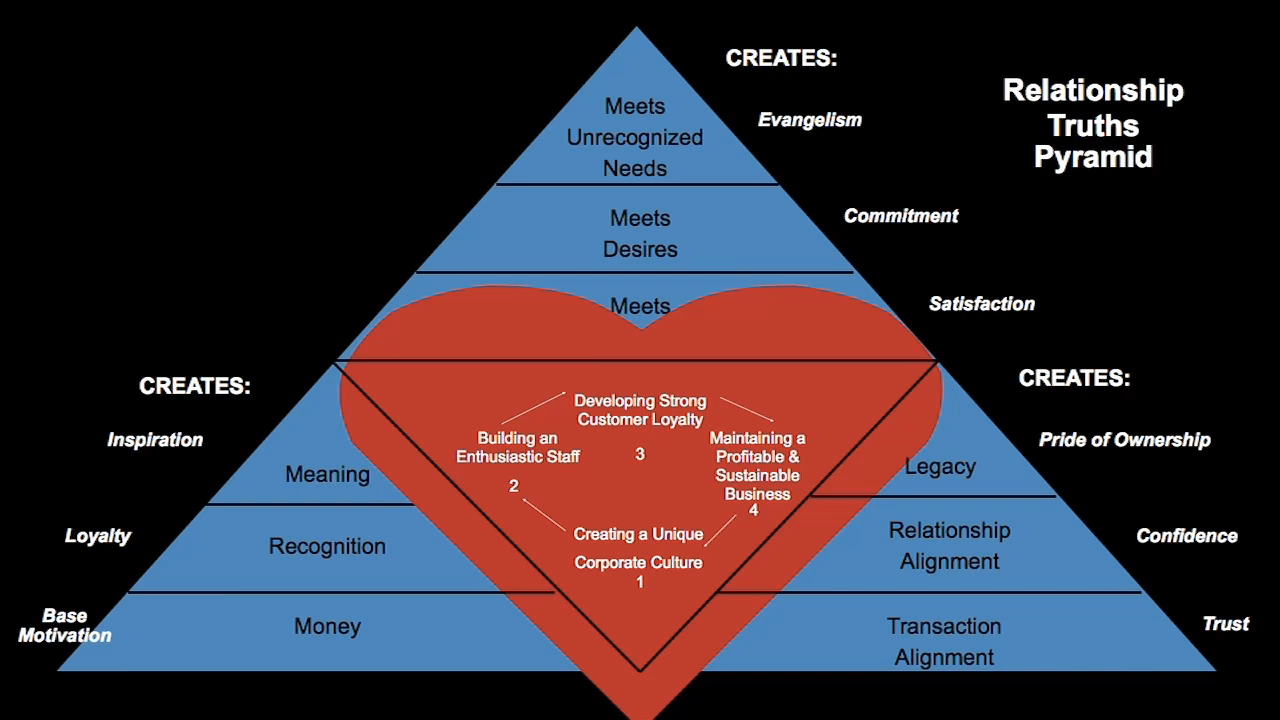 CREATES:
Relationship
Truths
Pyramid
Meets
Unrecognized
Needs
Evangelism
Meets
Desires
Commitment
Meets
Satisfaction
CREATES:
Inspiration
Meaning
Loyalty
Recognition
Base
Motivation
Money
Developing Strong
Customer Loyalty
3
Building an
Enthusiastic Staff
2
Maintaining a
Profitable &
Sustainable
Business
4
Creating a Unique
Corporate Culture
1
CREATES:
Pride of Ownership
Legacy
Relationship
Alignment
Confidence
Transaction
Alignment
Trust